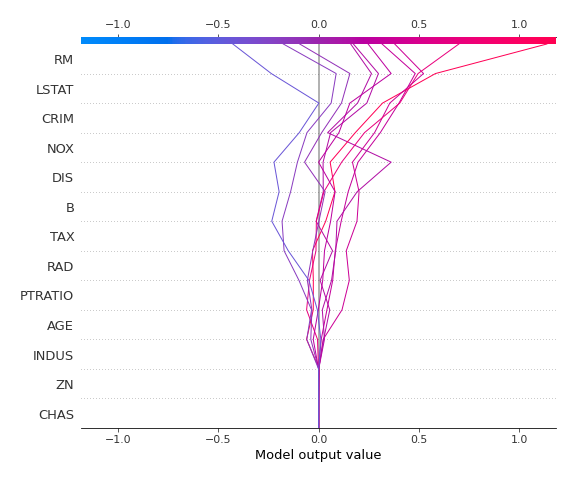 −1.0 −0.5 0.0 0.5 1.0
RM
LSTAT
CRIM
NOX
DIS
B
TAX
RAD
PTRATIO
AGE
INDUS
ZN
CHAS
−1.0 −0.5 0.0 0.5 1.0
Model output value